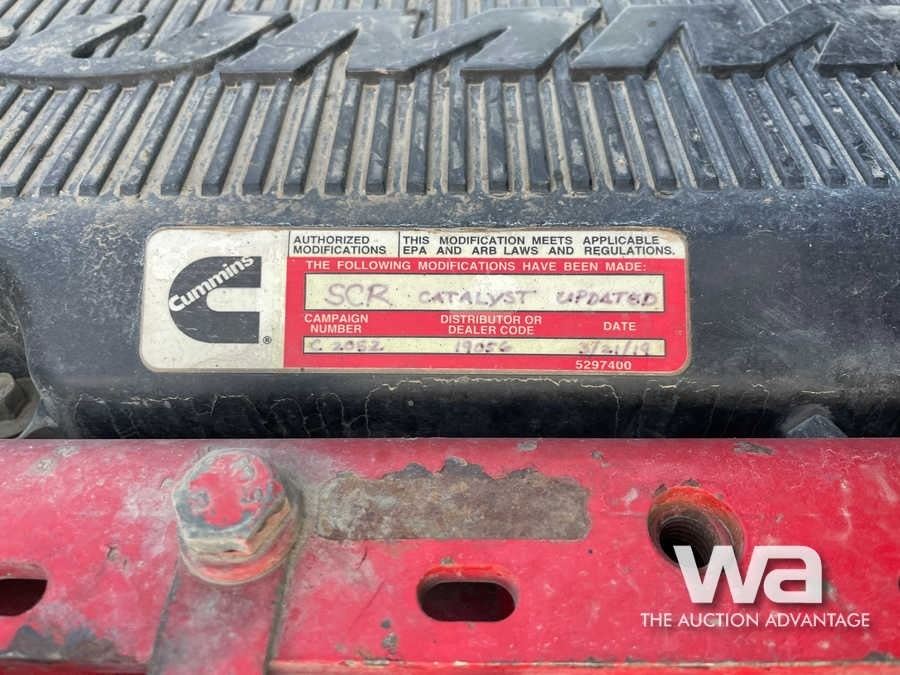 Cummins
®
AUTHORIZED
MODIFICATIONS
THIS MODIFICATION MEETS APPLICABLE
EPA AND ARB LAWS AND REGULATIONS.
THE FOLLOWING MODIFICATIONS HAVE BEEN MADE:
SCR CATALYST UPDATED
CAMPAIGN
NUMBER
DISTRIBUTOR OR
DEALER CODE
DATE
C 2052
19056
3/21/19
5297400
wa
THE AUCTION ADVANTAGE